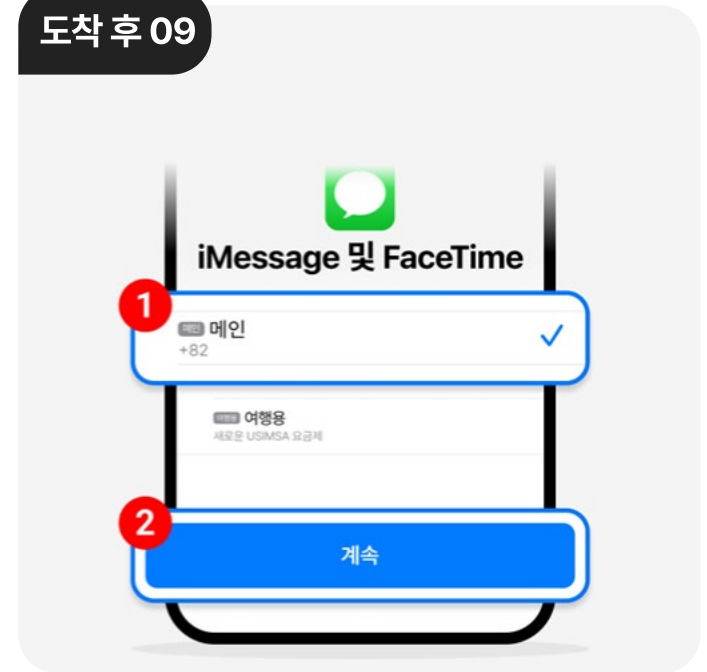 도착 후 09
iMessage 및 FaceTime
1
메인 메인
+82
여행용 여행용
새로운 USIMSA 요금제
2
계속